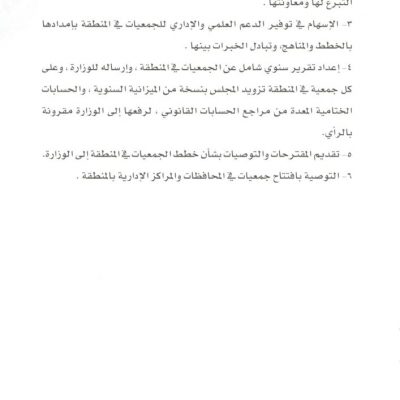 التبرع لها ومعاونتها .
٣- الإسهام في توفير الدعم العلمي والإداري للجمعيات في المنطقة بإمدادها
بالخطط والمناهج، وتبادل الخبرات بينها .
٤- إعداد تقرير سنوي شامل عن الجمعيات في المنطقة ، وإرساله للوزارة ، وعلى
كل جمعية في المنطقة تزويد المجلس بنسخة من الميزانية السنوية ، والحسابات
الختامية المعدة من مراجع الحسابات القانوني ، لرفعها إلى الوزارة مقرونة
بالرأي.
٥- تقديم المقترحات والتوصيات بشأن خطط الجمعيات في المنطقة إلى الوزارة.
٦- التوصية بافتتاح جمعيات في المحافظات والمراكز الإدارية بالمنطقة .